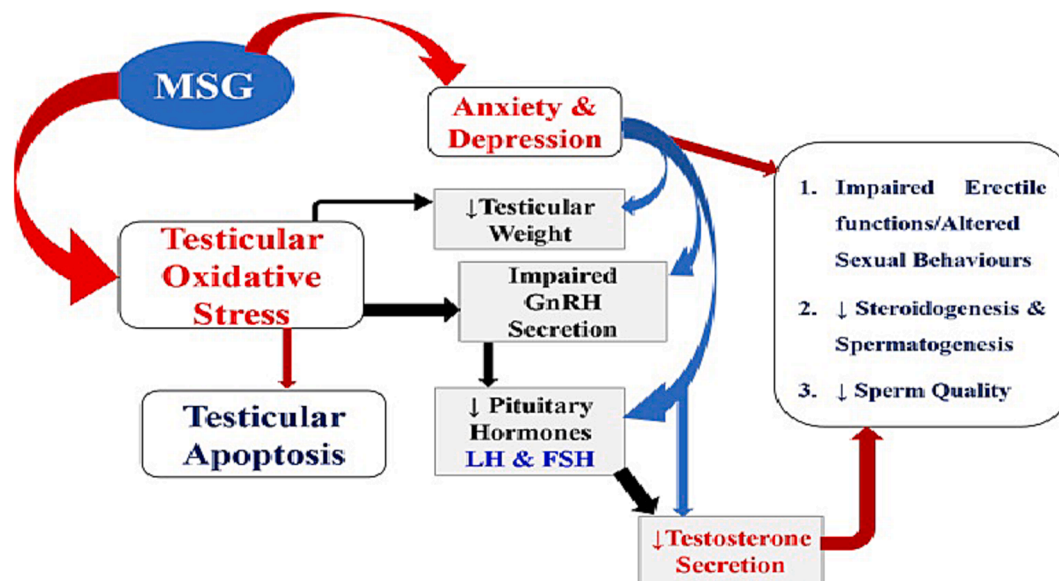 MSG
Anxiety &
Depression
↓Testicular
Weight
Testicular
Oxidative
Stress
Impaired
GnRH
Secretion
Testicular
Apoptosis
↓ Pituitary
Hormones
LH & FSH
↓Testosterone
Secretion
1. Impaired Erectile
functions/Altered
Sexual Behaviours
2. ↓ Steroidogenesis &
Spermatogenesis
3. ↓ Sperm Quality